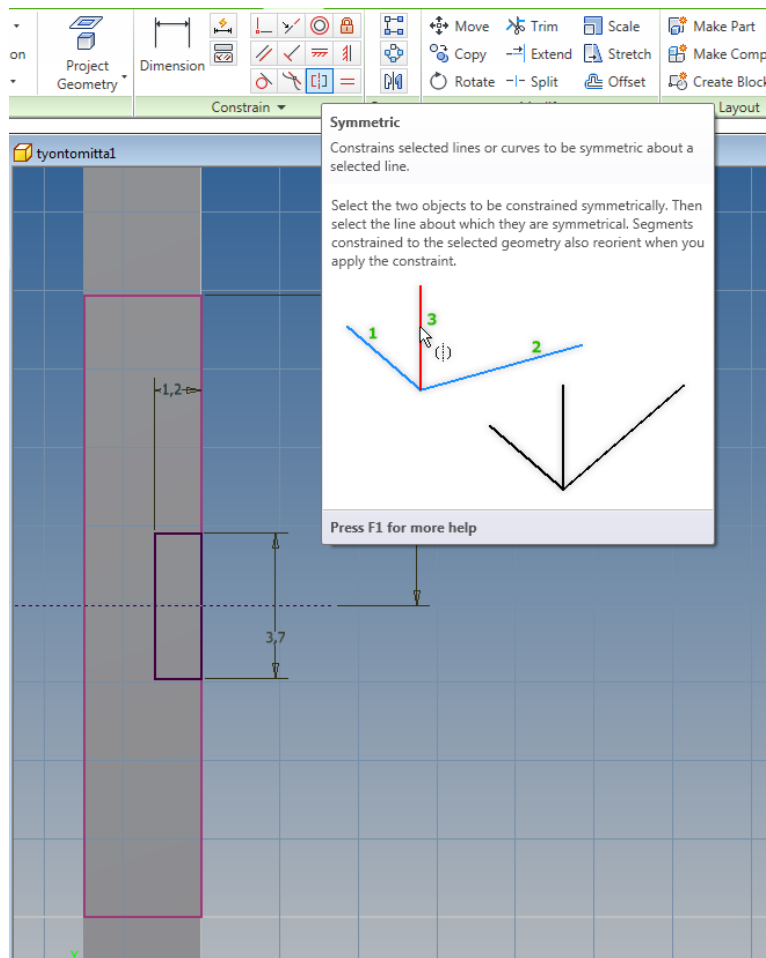 on
Project
Geometry
Dimension
Constrain
Move
Trim
Scale
Make Part
Copy
Extend
Stretch
Make Comp
Rotate
Split
Offset
Create Block
Layout
tyontomitta1
Symmetric
Constrains selected lines or curves to be symmetric about a
selected line.
Select the two objects to be constrained symmetrically. Then
select the line about which they are symmetrical. Segments
constrained to the selected geometry also reorient when you
apply the constraint.
1
3
2
Press F1 for more help
1,2
3,7
Y